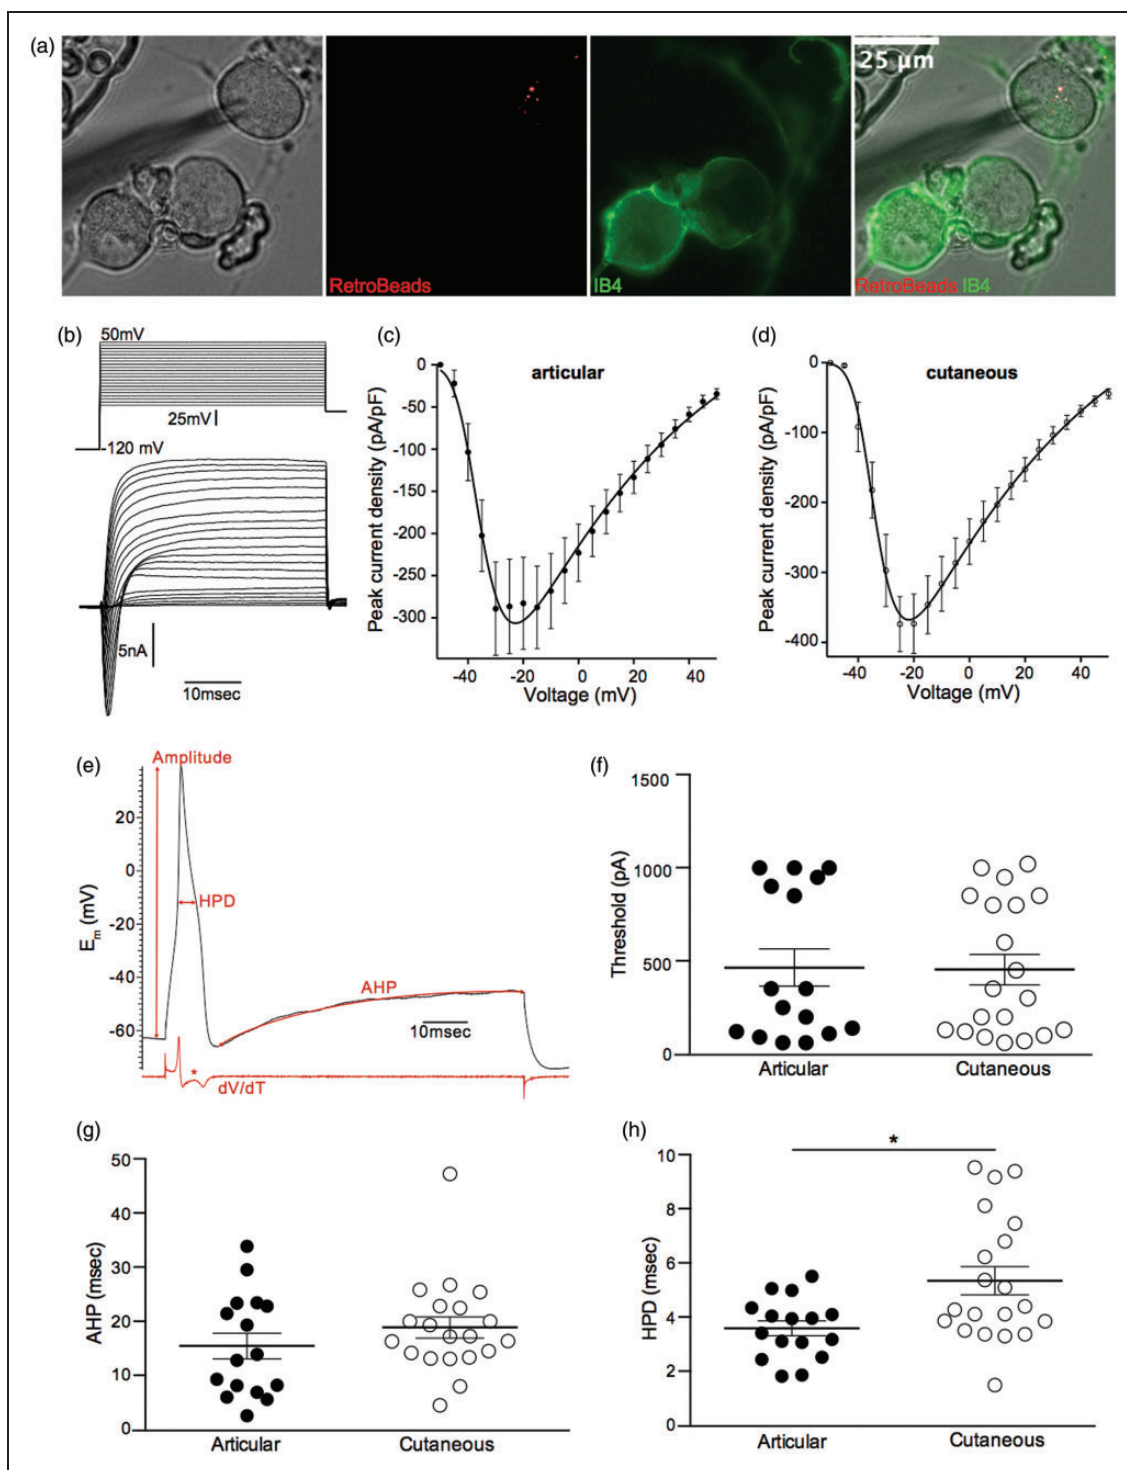 (a)
25 µm
RetroBeads
IB4
RetroBeads IB4
(b)
50mV
25mV
-120 mV
5nA
10msec
(c)
articular
Peak current density (pA/pF)
0
-50
-100
-150
-200
-250
-300
-40
-20
0
20
40
Voltage (mV)
(d)
cutaneous
Peak current density (pA/pF)
0
-100
-200
-300
-400
-40
-20
0
20
40
Voltage (mV)
(e)
Amplitude
Em (mV)
20
0
-20
-40
-60
HPD
AHP
10msec
*
dV/dT
(f)
Threshold (pA)
1500
1000
500
0
Articular
Cutaneous
(g)
AHP (msec)
50
40
30
20
10
0
Articular
Cutaneous
(h)
*
HPD (msec)
10
8
6
4
2
0
Articular
Cutaneous